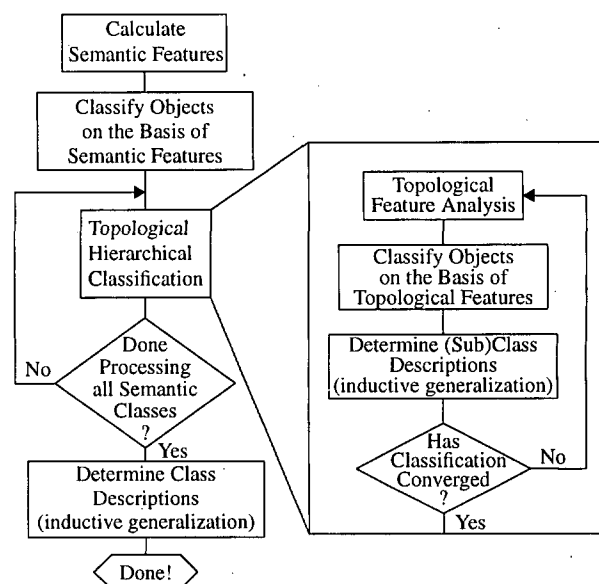 Calculate
Semantic Features
Classify Objects
on the Basis of
Semantic Features
Topological
Hierarchical
Classification
No
Done
Processing
all Semantic
Classes
?
Yes
Determine Class
Descriptions
(inductive generalization)
Done!
Topological
Feature Analysis
Classify Objects
on the Basis of
Topological Features
Determine (Sub)Class
Descriptions
(inductive generalization)
Has
Classification
Converged
?
No
Yes